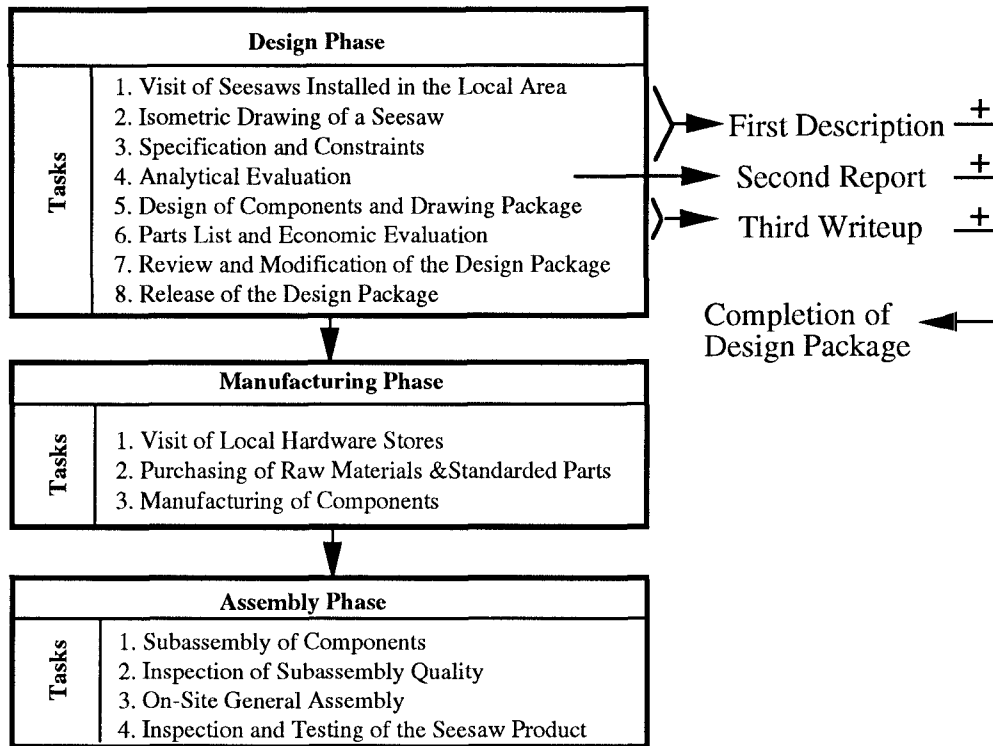 Design Phase
Tasks
1. Visit of Seesaws Installed in the Local Area
2. Isometric Drawing of a Seesaw
3. Specification and Constraints
4. Analytical Evaluation
5. Design of Components and Drawing Package
6. Parts List and Economic Evaluation
7. Review and Modification of the Design Package
8. Release of the Design Package
First Description +
Second Report +
Third Writeup +
Completion of
Design Package
Manufacturing Phase
Tasks
1. Visit of Local Hardware Stores
2. Purchasing of Raw Materials &Standarded Parts
3. Manufacturing of Components
Assembly Phase
Tasks
1. Subassembly of Components
2. Inspection of Subassembly Quality
3. On-Site General Assembly
4. Inspection and Testing of the Seesaw Product